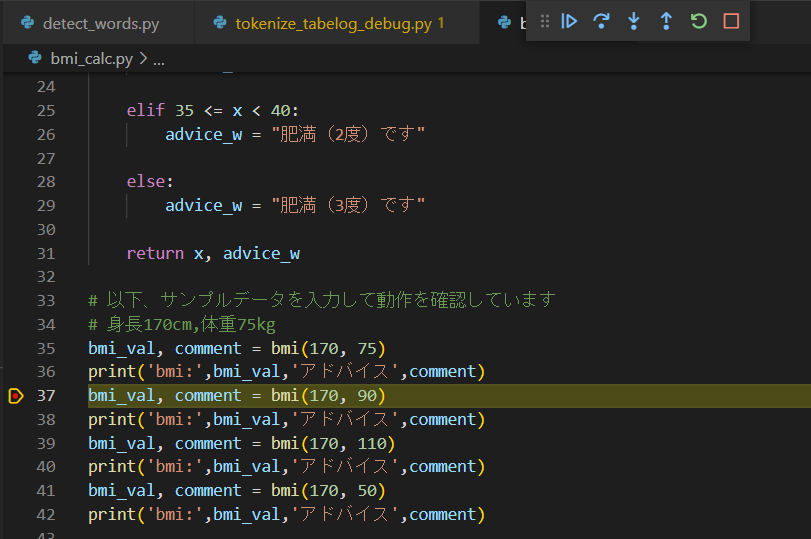 detect_words.py tokenize_tabelog_debug.py 1 b
bmi_calc.py > ...
24
25 elif 35 <= x < 40:
26 advice_w = "肥満（2度）です"
27
28 else:
29 advice_w = "肥満（3度）です"
30
31 return x, advice_w
32
33 # 以下、サンプルデータを入力して動作を確認しています
34 # 身長170cm,体重75kg
35 bmi_val, comment = bmi(170, 75)
36 print('bmi:',bmi_val,'アドバイス',comment)
37 bmi_val, comment = bmi(170, 90)
38 print('bmi:',bmi_val,'アドバイス',comment)
39 bmi_val, comment = bmi(170, 110)
40 print('bmi:',bmi_val,'アドバイス',comment)
41 bmi_val, comment = bmi(170, 50)
42 print('bmi:',bmi_val,'アドバイス',comment)
43